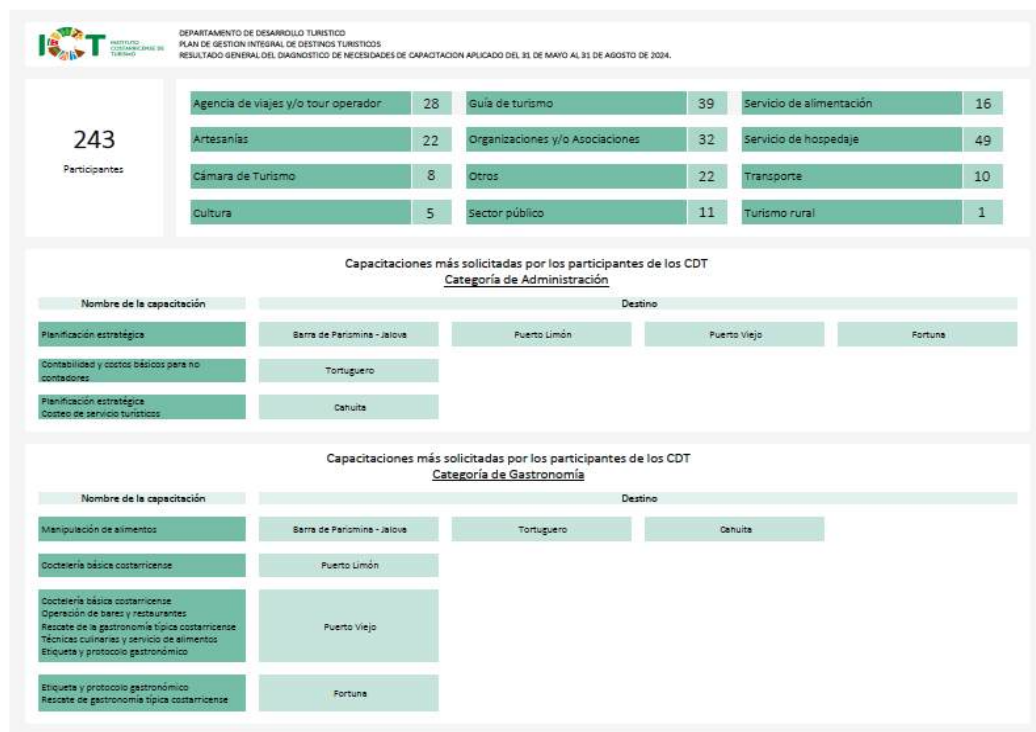 ICT
INSTITUTO
COSTARRICENSE DE
TURISMO
DEPARTAMENTO DE DESARROLLO TURISTICO
PLAN DE GESTION INTEGRAL DE DESTINOS TURISTICOS
RESULTADO GENERAL DEL DIAGNOSTICO DE NECESIDADES DE CAPACITACION APLICADO DEL 31 DE MAYO AL 31 DE AGOSTO DE 2024.
243
Participantes
Agencia de viajes y/o tour operador 28 Guía de turismo 39 Servicio de alimentación 16
Artesanías 22 Organizaciones y/o Asociaciones 32 Servicio de hospedaje 49
Cámara de Turismo 8 Otros 22 Transporte 10
Cultura 5 Sector público 11 Turismo rural 1
Capacitaciones más solicitadas por los participantes de los CDT
Categoría de Administración
Nombre de la capacitación Destino
Planificación estratégica Barra de Parismina - Jalova Puerto Limón Puerto Viejo Fortuna
Contabilidad y costos básicos para no
contadores
Tortuguero
Planificación estratégica
Costeo de servicio turísticos
Cahuita
Capacitaciones más solicitadas por los participantes de los CDT
Categoría de Gastronomía
Nombre de la capacitación Destino
Manipulación de alimentos Barra de Parismina - Jalova Tortuguero Cahuita
Coctelería básica costarricense Puerto Limón
Coctelería básica costarricense
Operación de bares y restaurantes
Rescate de la gastronomía típica costarricense
Técnicas culinarias y servicio de alimentos
Etiqueta y protocolo gastronómico
Puerto Viejo
Etiqueta y protocolo gastronómico
Rescate de gastronomía típica costarricense
Fortuna